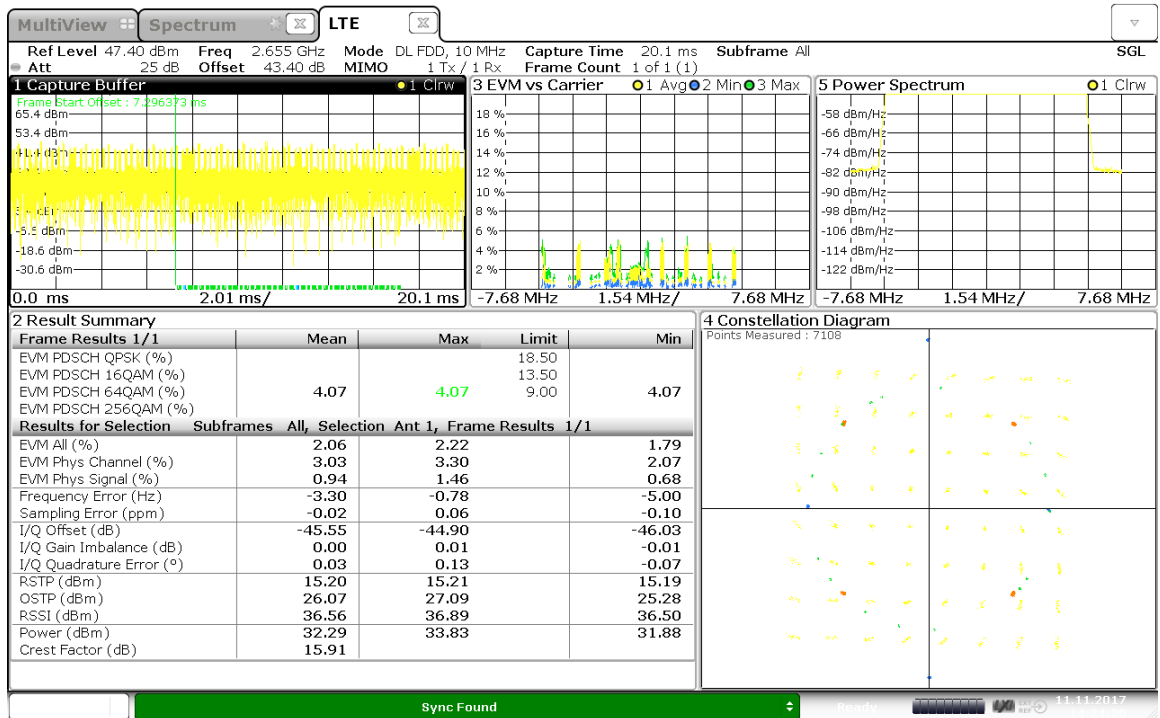 MultiView Spectrum LTE
Ref Level 47.40 dBm Freq 2.655 GHz Mode DL FDD, 10 MHz Capture Time 20.1 ms Subframe All SGL
Att 25 dB Offset 43.40 dB MIMO 1 Tx / 1 Rx Frame Count 1 of 1 (1)
1 Capture Buffer 1 Clrw
Frame Start Offset : 7.296373 ms
65.4 dBm
53.4 dBm
-5.5 dBm
-18.6 dBm
-30.6 dBm
0.0 ms 2.01 ms/ 20.1 ms
3 EVM vs Carrier 1 Avg 2 Min 3 Max
18 %
16 %
14 %
12 %
10 %
8 %
6 %
4 %
2 %
-7.68 MHz 1.54 MHz/ 7.68 MHz
5 Power Spectrum 1 Clrw
-58 dBm/Hz
-66 dBm/Hz
-74 dBm/Hz
-82 dBm/Hz
-90 dBm/Hz
-98 dBm/Hz
-106 dBm/Hz
-114 dBm/Hz
-122 dBm/Hz
-7.68 MHz 1.54 MHz/ 7.68 MHz
2 Result Summary
Frame Results 1/1 Mean Max Limit Min
EVM PDSCH QPSK (%) 18.50
EVM PDSCH 16QAM (%) 13.50
EVM PDSCH 64QAM (%) 4.07 4.07 9.00 4.07
EVM PDSCH 256QAM (%)
Results for Selection Subframes All, Selection Ant 1, Frame Results 1/1
EVM All (%) 2.06 2.22 1.79
EVM Phys Channel (%) 3.03 3.30 2.07
EVM Phys Signal (%) 0.94 1.46 0.68
Frequency Error (Hz) -3.30 -0.78 -5.00
Sampling Error (ppm) -0.02 0.06 -0.10
I/Q Offset (dB) -45.55 -44.90 -46.03
I/Q Gain Imbalance (dB) 0.00 0.01 -0.01
I/Q Quadrature Error (º) 0.03 0.13 -0.07
RSTP (dBm) 15.20 15.21 15.19
OSTP (dBm) 26.07 27.09 25.28
RSSI (dBm) 36.56 36.89 36.50
Power (dBm) 32.29 33.83 31.88
Crest Factor (dB) 15.91
4 Constellation Diagram
Points Measured : 7108
Sync Found
Ready
LXI
EXT
REF
11.11.2017